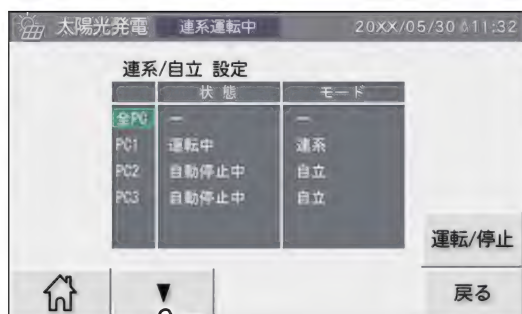 太陽光発電 連系運転中 20XX/05/30 11:32
連系/自立 設定
状態 モード
全PC － －
PC1 運転中 連系
PC2 自動停止中 自立
PC3 自動停止中 自立
運転/停止
▼ 戻る